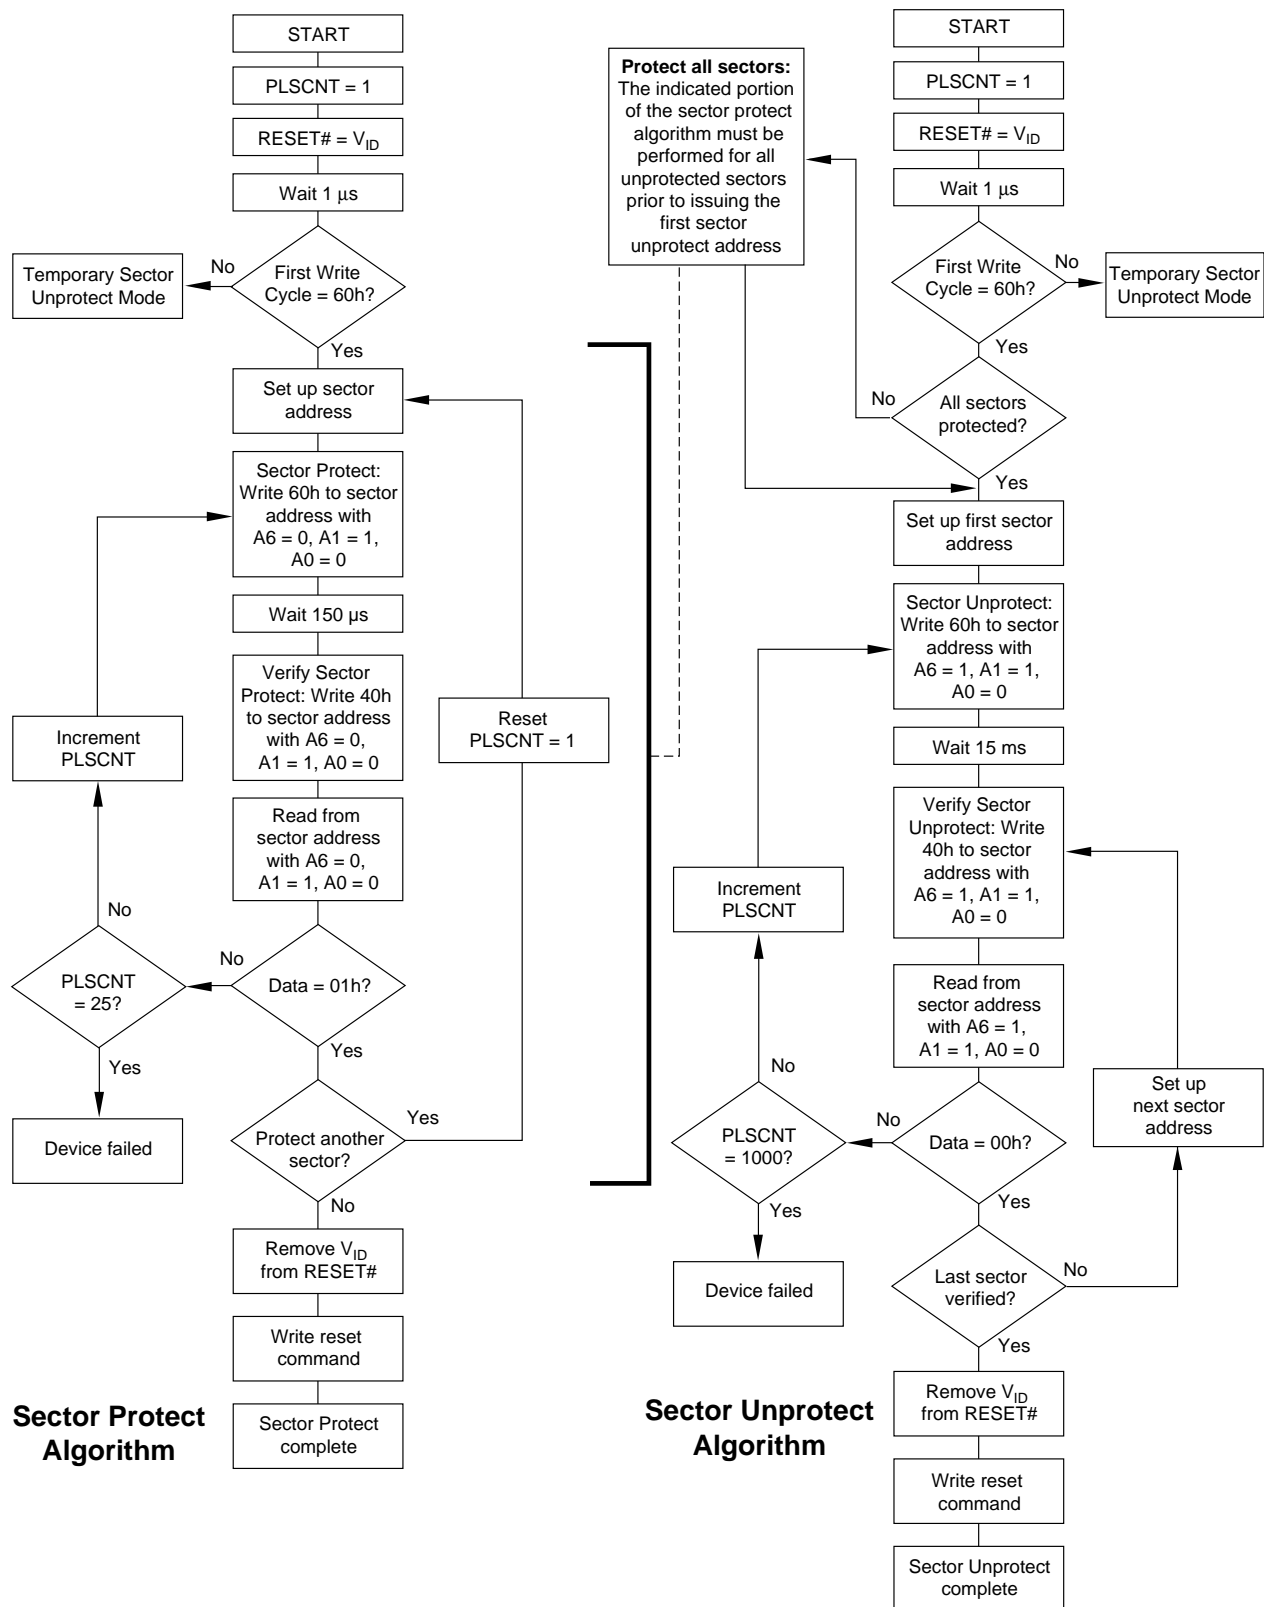 START
PLSCNT = 1
RESET# = VID
Wait 1 μs
First Write
Cycle = 60h?
No
Temporary Sector
Unprotect Mode
Yes
Set up sector
address
Sector Protect:
Write 60h to sector
address with
A6 = 0, A1 = 1,
A0 = 0
Wait 150 µs
Verify Sector
Protect: Write 40h
to sector address
with A6 = 0,
A1 = 1, A0 = 0
Read from
sector address
with A6 = 0,
A1 = 1, A0 = 0
Data = 01h?
No
PLSCNT
= 25?
No
Increment
PLSCNT
Yes
Device failed
Yes
Protect another
sector?
Yes
Reset
PLSCNT = 1
No
Remove VID
from RESET#
Write reset
command
Sector Protect
complete
Sector Protect
Algorithm
Protect all sectors:
The indicated portion
of the sector protect
algorithm must be
performed for all
unprotected sectors
prior to issuing the
first sector
unprotect address
START
PLSCNT = 1
RESET# = VID
Wait 1 μs
First Write
Cycle = 60h?
No
Temporary Sector
Unprotect Mode
Yes
All sectors
protected?
No
Yes
Set up first sector
address
Sector Unprotect:
Write 60h to sector
address with
A6 = 1, A1 = 1,
A0 = 0
Wait 15 ms
Verify Sector
Unprotect: Write
40h to sector
address with
A6 = 1, A1 = 1,
A0 = 0
Read from
sector address
with A6 = 1,
A1 = 1, A0 = 0
Data = 00h?
No
PLSCNT
= 1000?
No
Increment
PLSCNT
Yes
Device failed
Yes
Last sector
verified?
No
Set up
next sector
address
Yes
Remove VID
from RESET#
Write reset
command
Sector Unprotect
complete
Sector Unprotect
Algorithm